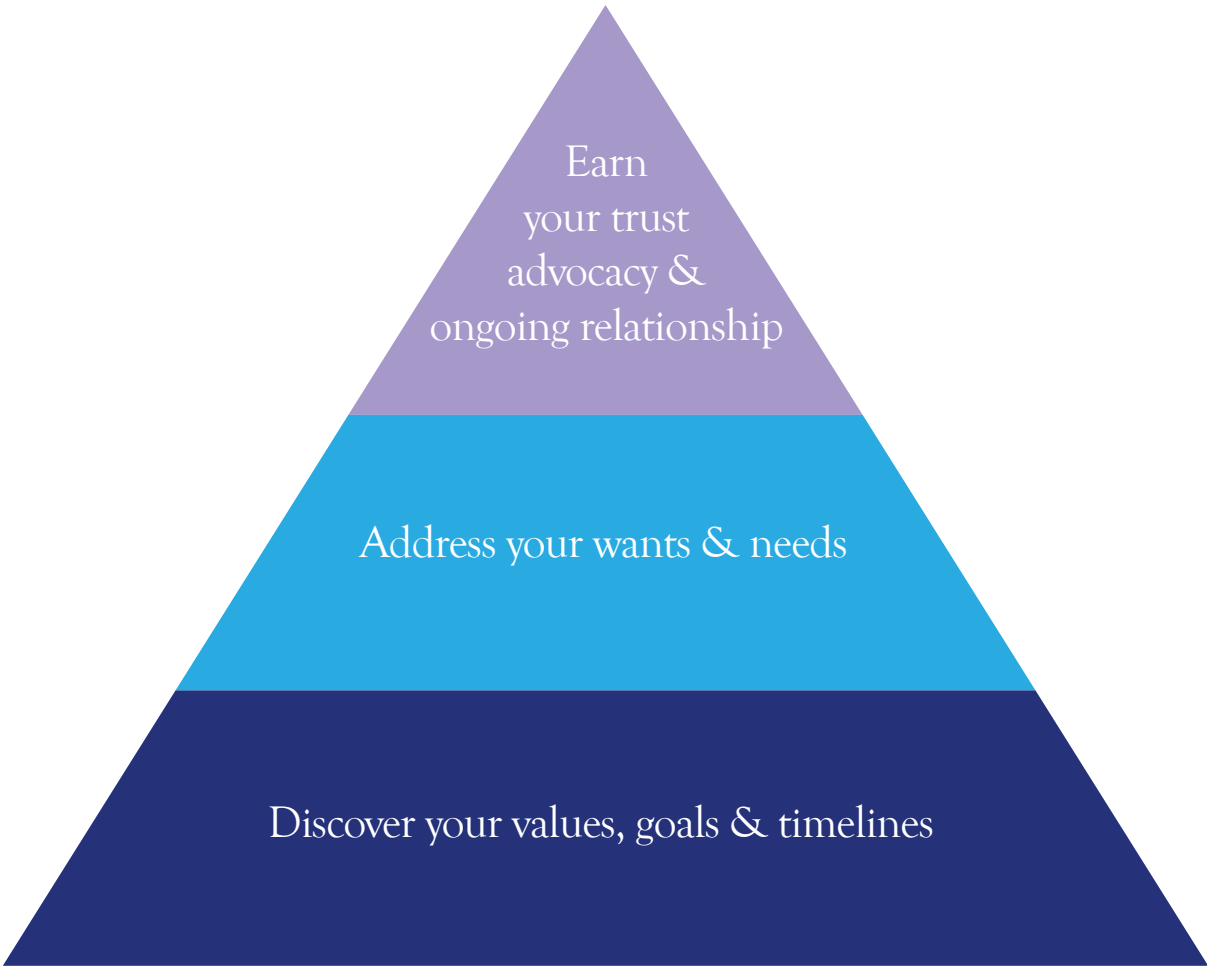 Earn
your trust
advocacy &
ongoing relationship
Address your wants & needs
Discover your values, goals & timelines